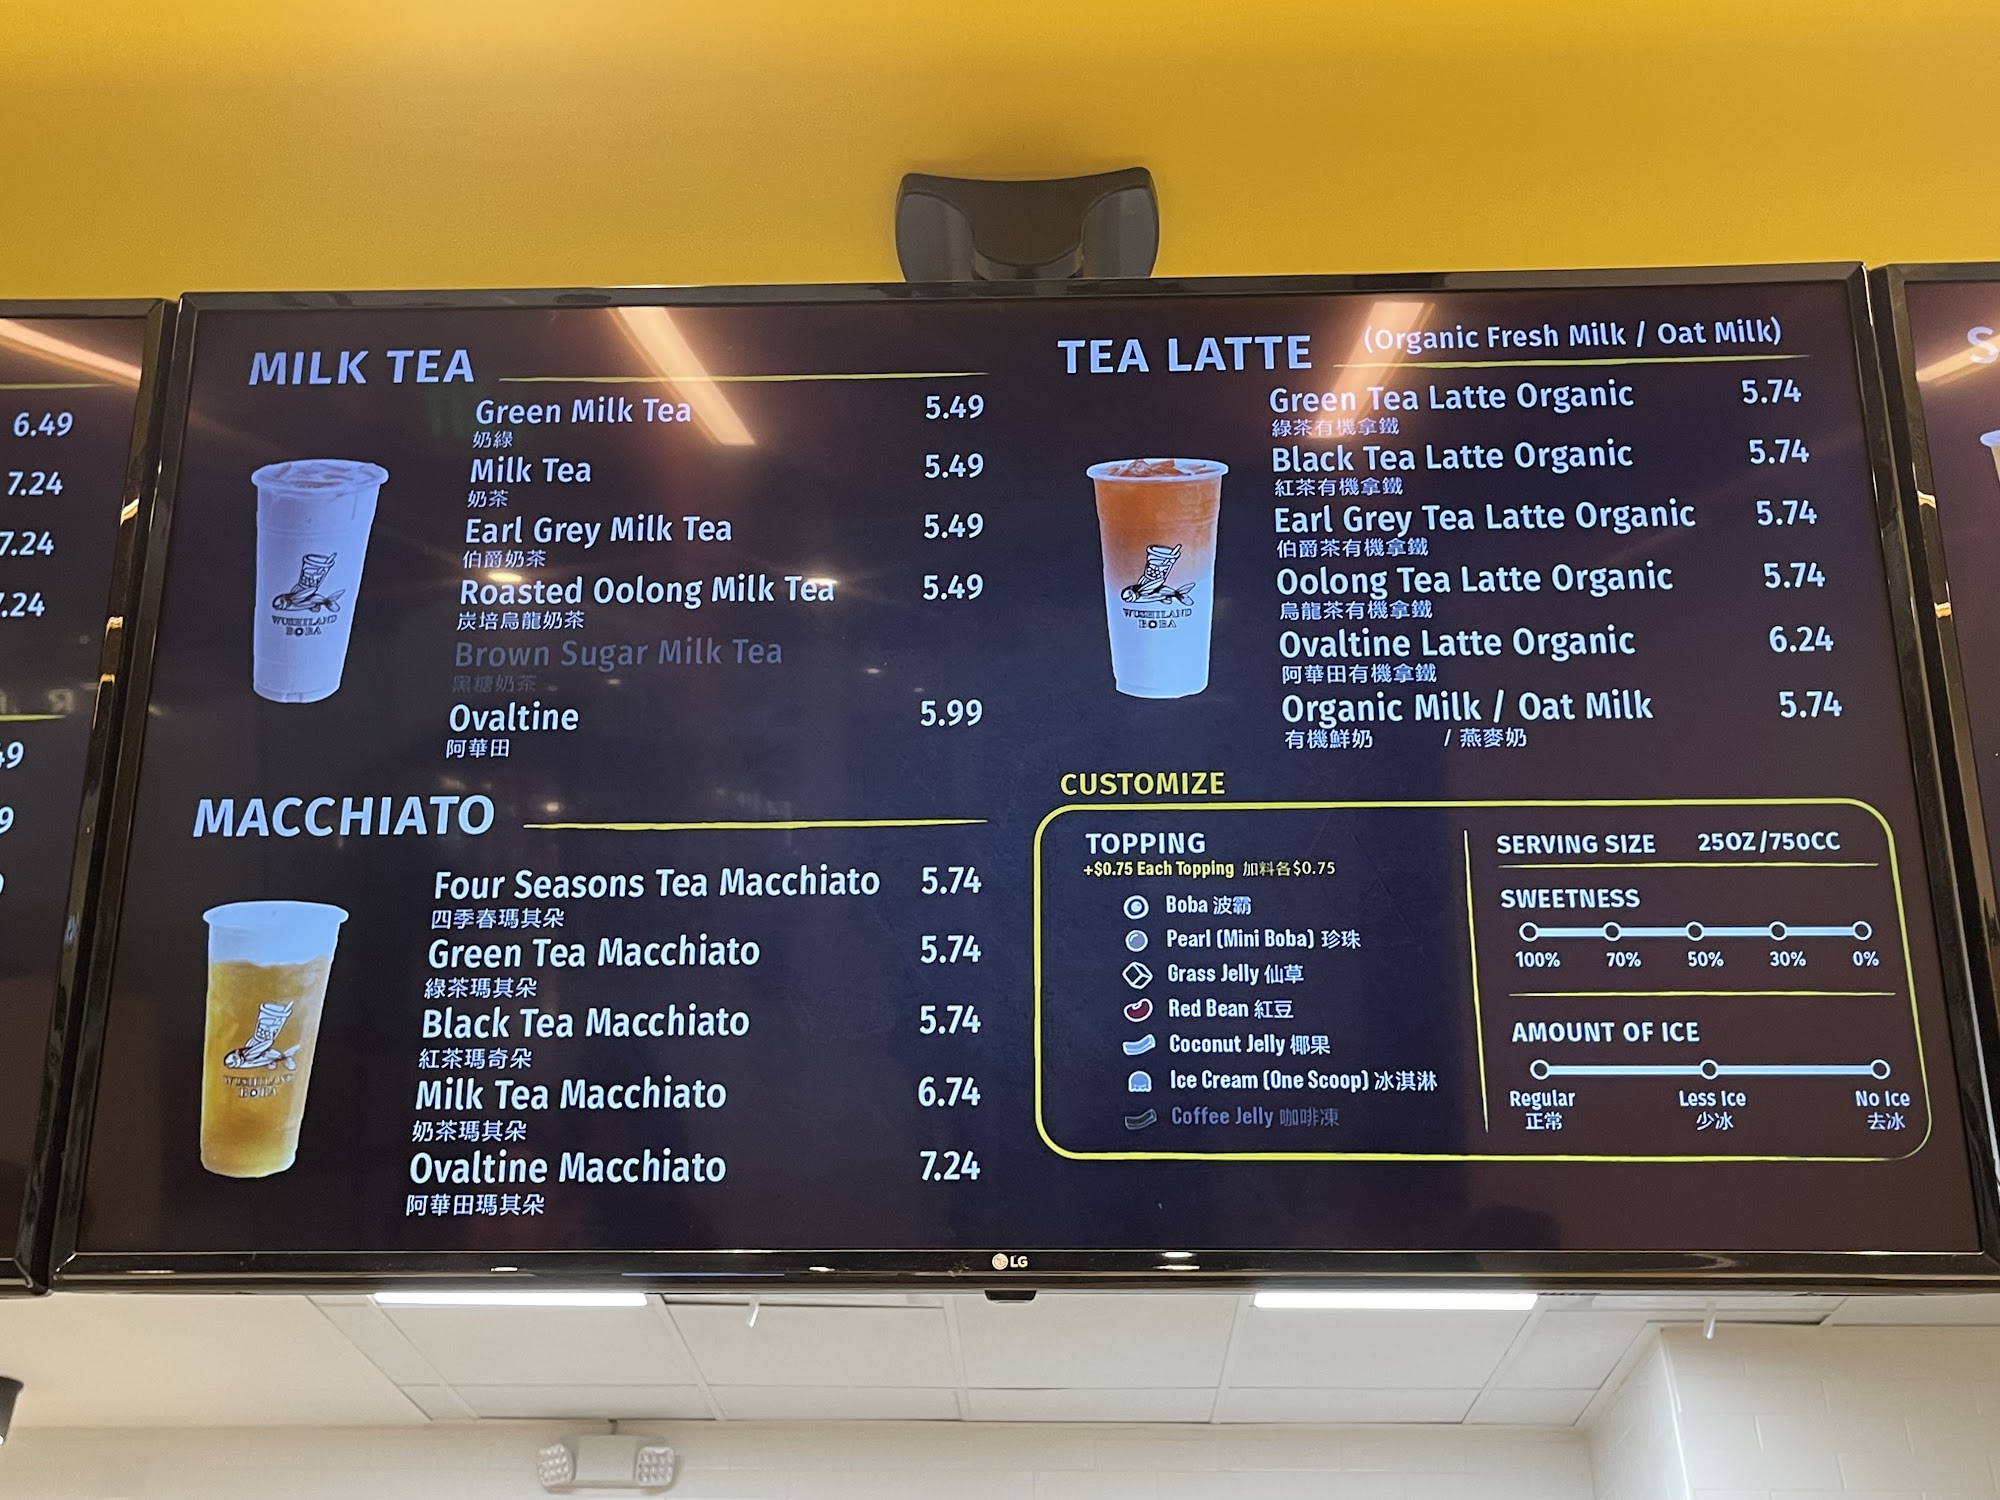 6.49
7.24
7.24
7.24
MILK TEA
Green Milk Tea 5.49
奶綠
Milk Tea 5.49
奶茶
Earl Grey Milk Tea 5.49
伯爵奶茶
Roasted Oolong Milk Tea 5.49
炭培烏龍奶茶
Brown Sugar Milk Tea
黑糖奶茶
Ovaltine 5.99
阿華田
WUSHILAND
BOBA
MACCHIATO
Four Seasons Tea Macchiato 5.74
四季春瑪其朵
Green Tea Macchiato 5.74
綠茶瑪其朵
Black Tea Macchiato 5.74
紅茶瑪奇朵
Milk Tea Macchiato 6.74
奶茶瑪其朵
Ovaltine Macchiato 7.24
阿華田瑪其朵
WUSHILAND
BOBA
TEA LATTE (Organic Fresh Milk / Oat Milk)
Green Tea Latte Organic 5.74
綠茶有機拿鐵
Black Tea Latte Organic 5.74
紅茶有機拿鐵
Earl Grey Tea Latte Organic 5.74
伯爵茶有機拿鐵
Oolong Tea Latte Organic 5.74
烏龍茶有機拿鐵
Ovaltine Latte Organic 6.24
阿華田有機拿鐵
Organic Milk / Oat Milk 5.74
有機鮮奶 / 燕麥奶
WUSHILAND
BOBA
CUSTOMIZE
TOPPING
+$0.75 Each Topping 加料各$0.75
Boba 波霸
Pearl (Mini Boba) 珍珠
Grass Jelly 仙草
Red Bean 紅豆
Coconut Jelly 椰果
Ice Cream (One Scoop) 冰淇淋
Coffee Jelly 咖啡凍
SERVING SIZE 25OZ/750CC
SWEETNESS
100% 70% 50% 30% 0%
AMOUNT OF ICE
Regular Less Ice No Ice
正常 少冰 去冰
LG